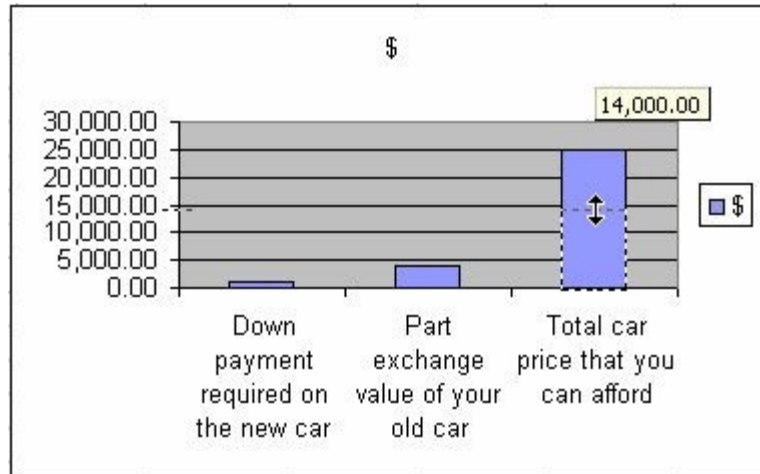 $
14,000.00
30,000.00
25,000.00
20,000.00
15,000.00
10,000.00
5,000.00
0.00
$
Down
payment
required on
the new car
Part
exchange
value of your
old car
Total car
price that you
can afford